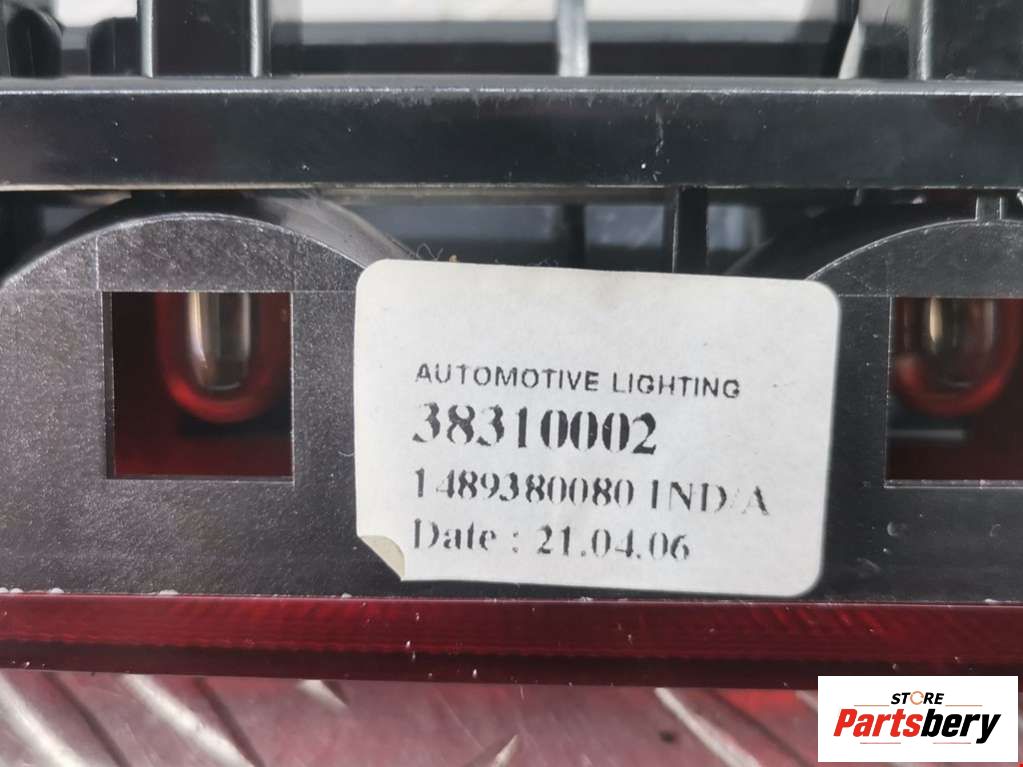 AUTOMOTIVE LIGHTING
38310002
1489380080 IND/A
Date : 21.04.06
STORE
Partsbery